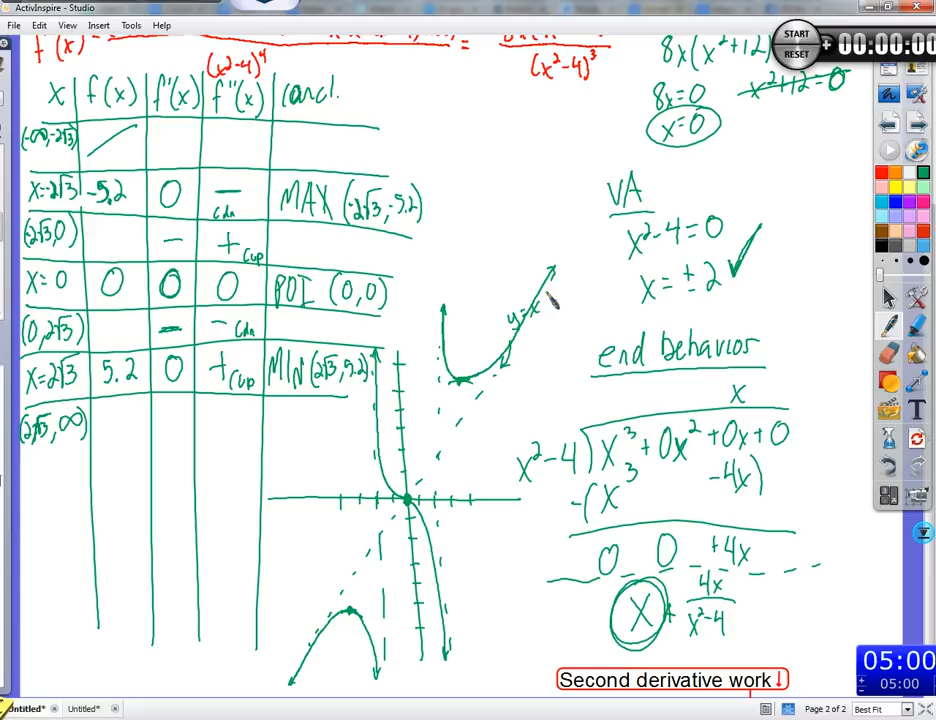 ActivInspire - Studio
File Edit View Insert Tools Help
START
RESET
00:00:00
f''(x)=
(x²-4)⁴
=
(x²-4)³
8x(x²+12)
8x=0
x²+12=0
x=0
x f(x) f'(x) f''(x) concl.
(-∞,-2√3)
x=-2√3 -5.2 0 - cdn MAX (-2√3,-5.2)
(-2√3,0) - + cup
x=0 0 0 0 POI (0,0)
(0,2√3) - - cdn
x=2√3 5.2 0 + cup MIN (2√3,5.2)
(2√3,∞)
y=x
VA
x²-4=0
x=±2 ✓
end behavior
x
x²-4) x³+0x²+0x+0
-(x³ -4x)
0 0 +4x
x + 4x/(x²-4)
Second derivative work↓
05:00
05:00
Untitled* Untitled* Page 2 of 2 Best Fit